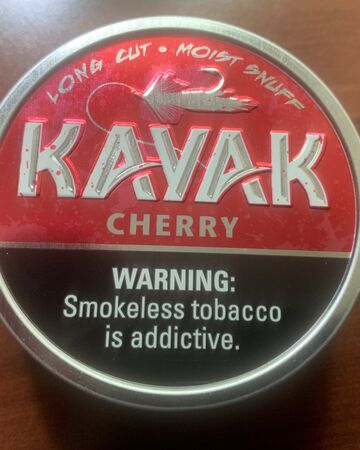 LONG CUT • MOIST SNUFF
KAYAK
CHERRY
WARNING:
Smokeless tobacco
is addictive.